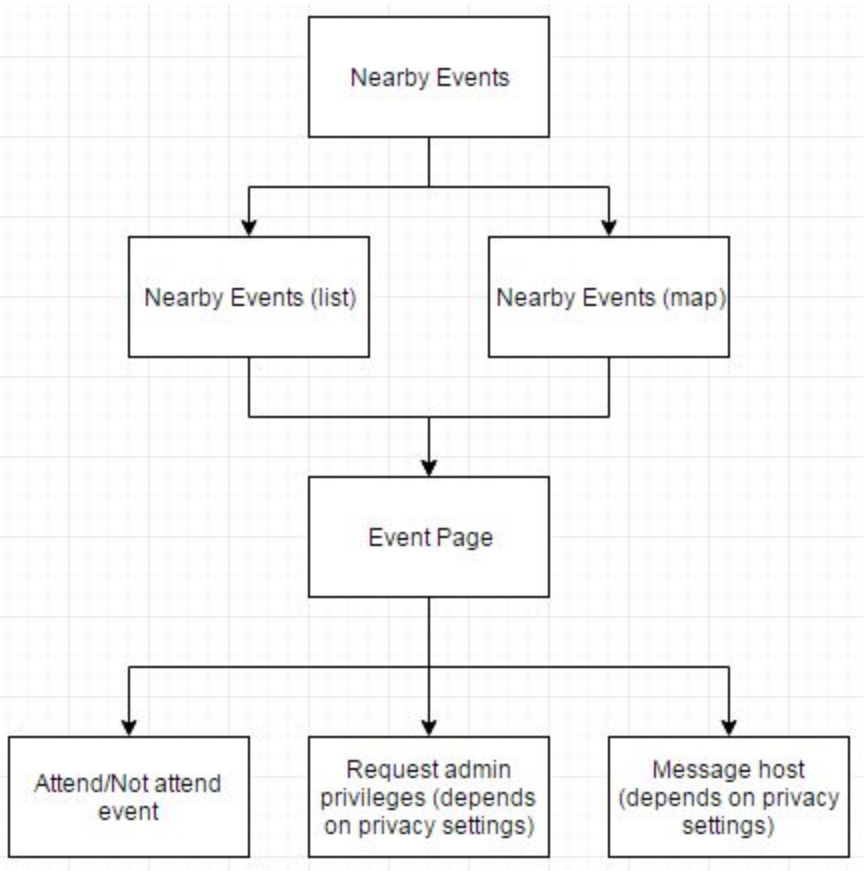 Nearby Events
Nearby Events (list)
Nearby Events (map)
Event Page
Attend/Not attend
event
Request admin
privileges (depends
on privacy settings)
Message host
(depends on privacy
settings)